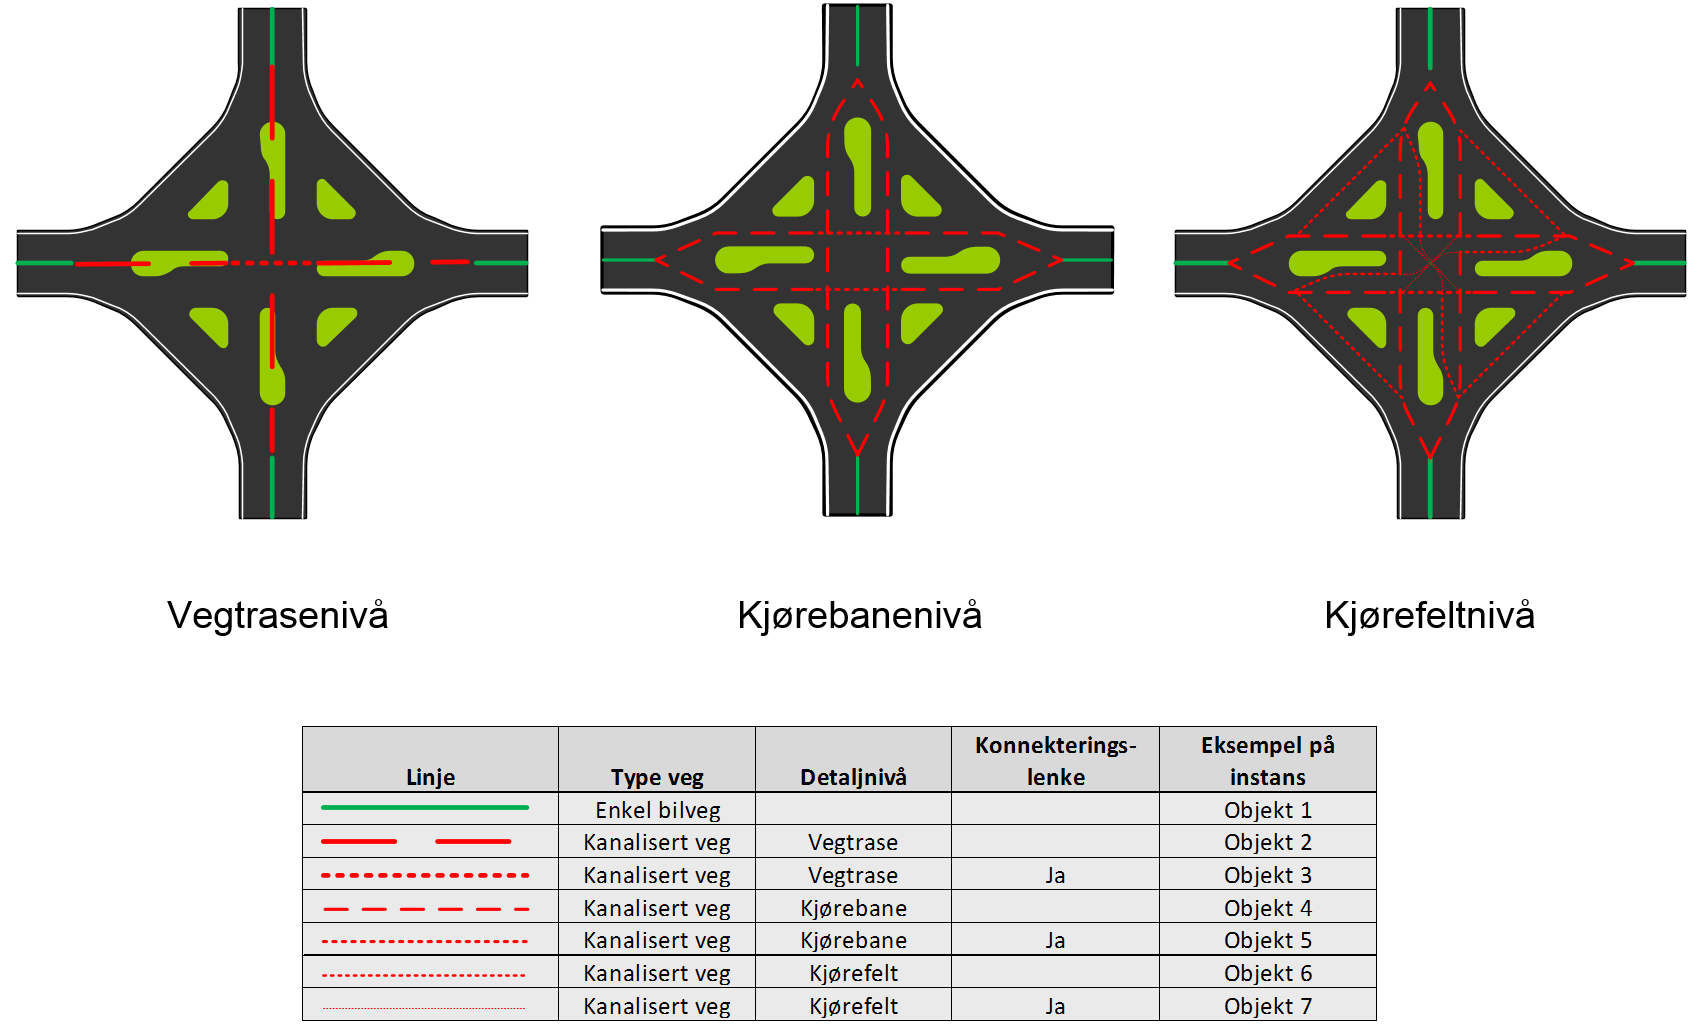 Vegtrasenivå
Kjørebanenivå
Kjørefeltnivå
Linje Type veg Detaljnivå Konnekterings-lenke Eksempel på instans
Enkel bilveg Objekt 1
Kanalisert veg Vegtrase Objekt 2
Kanalisert veg Vegtrase Ja Objekt 3
Kanalisert veg Kjørebane Objekt 4
Kanalisert veg Kjørebane Ja Objekt 5
Kanalisert veg Kjørefelt Objekt 6
Kanalisert veg Kjørefelt Ja Objekt 7